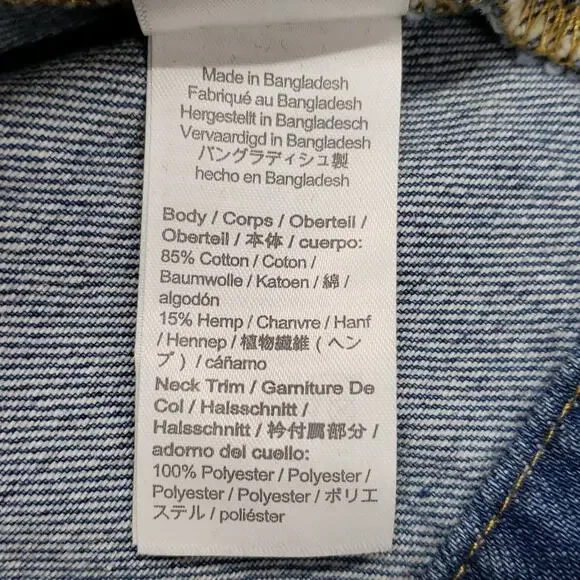 Made in Bangladesh
Fabriqué au Bangladesh
Hergestellt in Bangladesch
Vervaardigd in Bangladesh
バングラディシュ製
hecho en Bangladesh
Body / Corps / Oberteil /
Oberteil / 本体 / cuerpo:
85% Cotton / Coton /
Baumwolle / Katoen / 綿 /
algodón
15% Hemp / Chanvre / Hanf
/ Hennep / 植物繊維 ( ヘン
プ ) / cáñamo
Neck Trim / Garniture De
Col / Halsschnitt /
Halsschnitt / 衿付属部分 /
adorno del cuello:
100% Polyester / Polyester /
Polyester / Polyester / ポリエ
ステル / poliéster